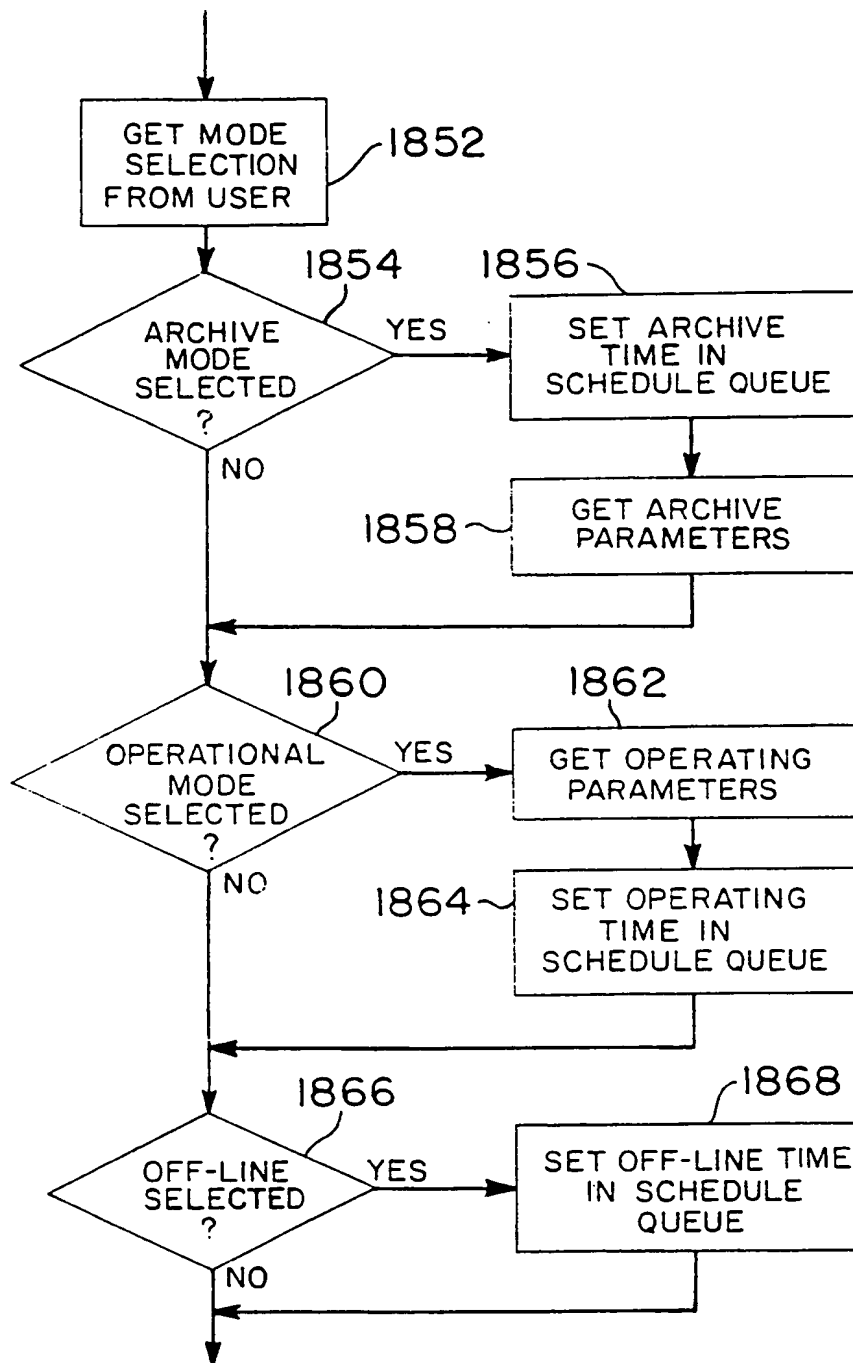 GET MODE
SELECTION
FROM USER
1852
1854
ARCHIVE
MODE
SELECTED
?
YES
NO
1856
SET ARCHIVE
TIME IN
SCHEDULE QUEUE
1858
GET ARCHIVE
PARAMETERS
1860
OPERATIONAL
MODE
SELECTED
?
YES
NO
1862
GET OPERATING
PARAMETERS
1864
SET OPERATING
TIME IN
SCHEDULE QUEUE
1866
OFF-LINE
SELECTED
?
YES
NO
1868
SET OFF-LINE TIME
IN SCHEDULE
QUEUE